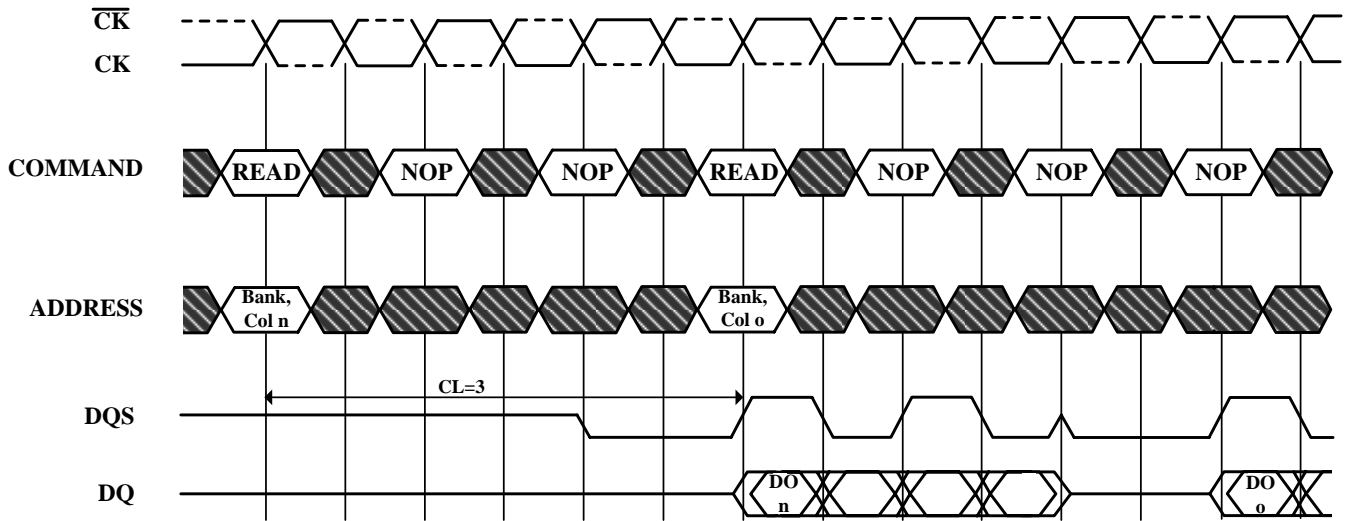 CK
CK
COMMAND
READ
NOP
NOP
READ
NOP
NOP
NOP
ADDRESS
Bank,
Col n
Bank,
Col o
CL=3
DQS
DQ
DO
n
DO
o